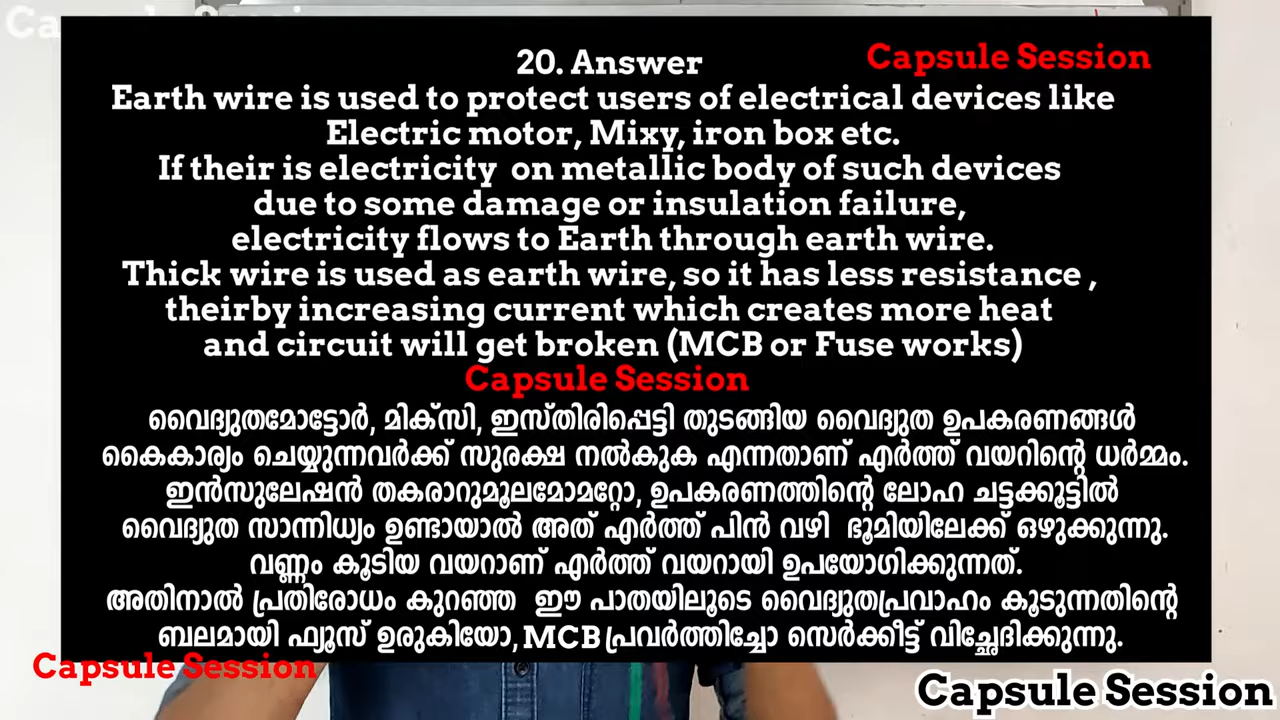 Capsule Session
20. Answer
Capsule Session
Earth wire is used to protect users of electrical devices like
Electric motor, Mixy, iron box etc.
If their is electricity on metallic body of such devices
due to some damage or insulation failure,
electricity flows to Earth through earth wire.
Thick wire is used as earth wire, so it has less resistance ,
theirby increasing current which creates more heat
and circuit will get broken (MCB or Fuse works)
Capsule Session
വൈദ്യുതമോട്ടോർ, മിക്സി, ഇസ്തിരിപ്പെട്ടി തുടങ്ങിയ വൈദ്യുത ഉപകരണങ്ങൾ
കൈകാര്യം ചെയ്യുന്നവർക്ക് സുരക്ഷ നൽകുക എന്നതാണ് എർത്ത് വയറിന്റെ ധർമ്മം.
ഇൻസുലേഷൻ തകരാറുമൂലമോമറ്റോ, ഉപകരണത്തിന്റെ ലോഹ ചട്ടക്കൂട്ടിൽ
വൈദ്യുത സാന്നിധ്യം ഉണ്ടായാൽ അത് എർത്ത് പിൻ വഴി ഭൂമിയിലേക്ക് ഒഴുക്കുന്നു.
വണ്ണം കൂടിയ വയറാണ് എർത്ത് വയറായി ഉപയോഗിക്കുന്നത്.
അതിനാൽ പ്രതിരോധം കുറഞ്ഞ ഈ പാതയിലൂടെ വൈദ്യുതപ്രവാഹം കൂടുന്നതിന്റെ
ബലമായി ഫ്യൂസ് ഉരുകിയോ, MCB പ്രവർത്തിച്ചോ സെർക്കീട്ട് വിച്ഛേദിക്കുന്നു.
Capsule Session
Capsule Session